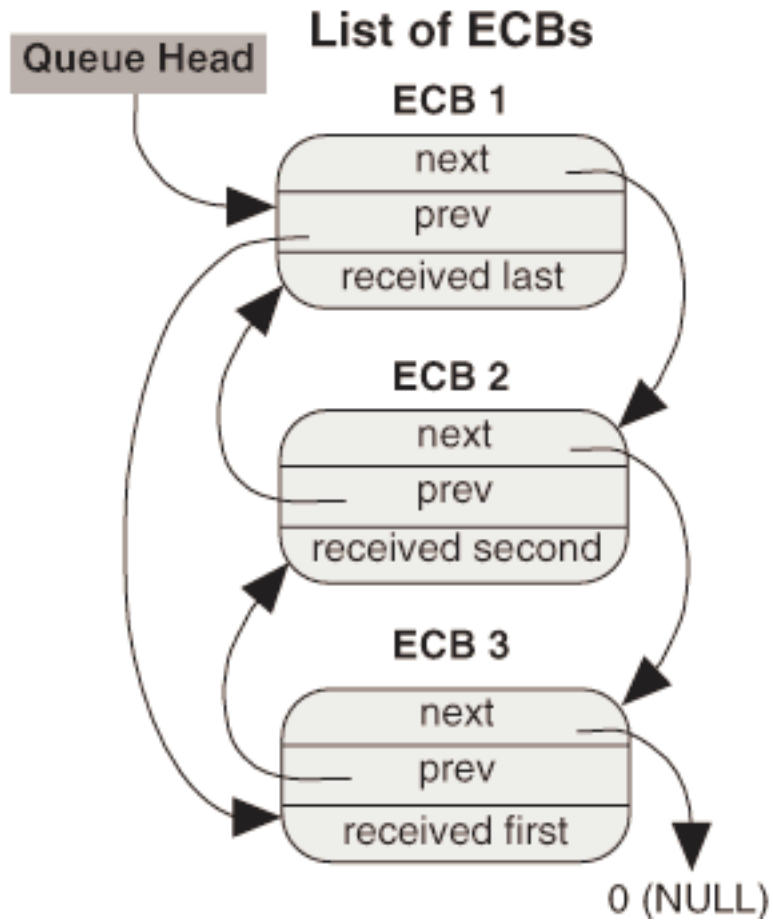 List of ECBs
Queue Head
ECB 1
next
prev
received last
ECB 2
next
prev
received second
ECB 3
next
prev
received first
0 (NULL)